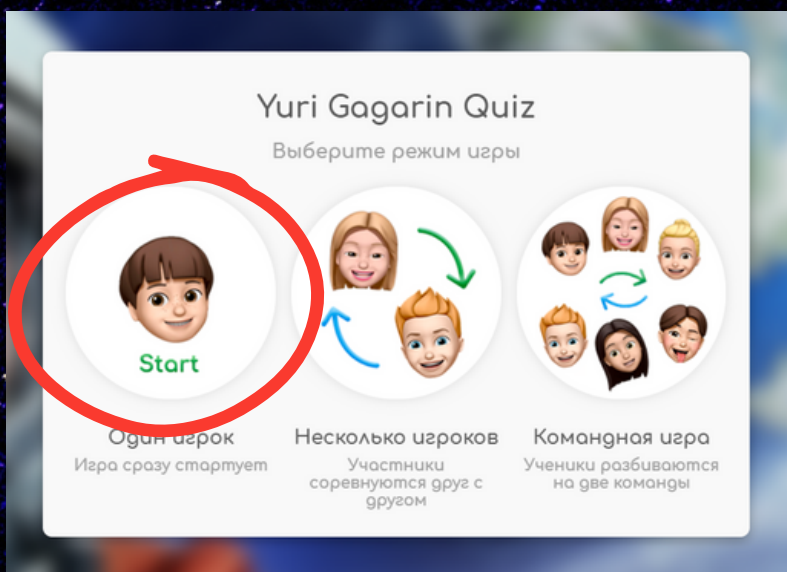 Yuri Gagarin Quiz
Выберите режим игры
Start
Один игрок
Игра сразу стартует
Несколько игроков
Участники
соревнуются друг с
другом
Командная игра
Ученики разбиваются
на две команды